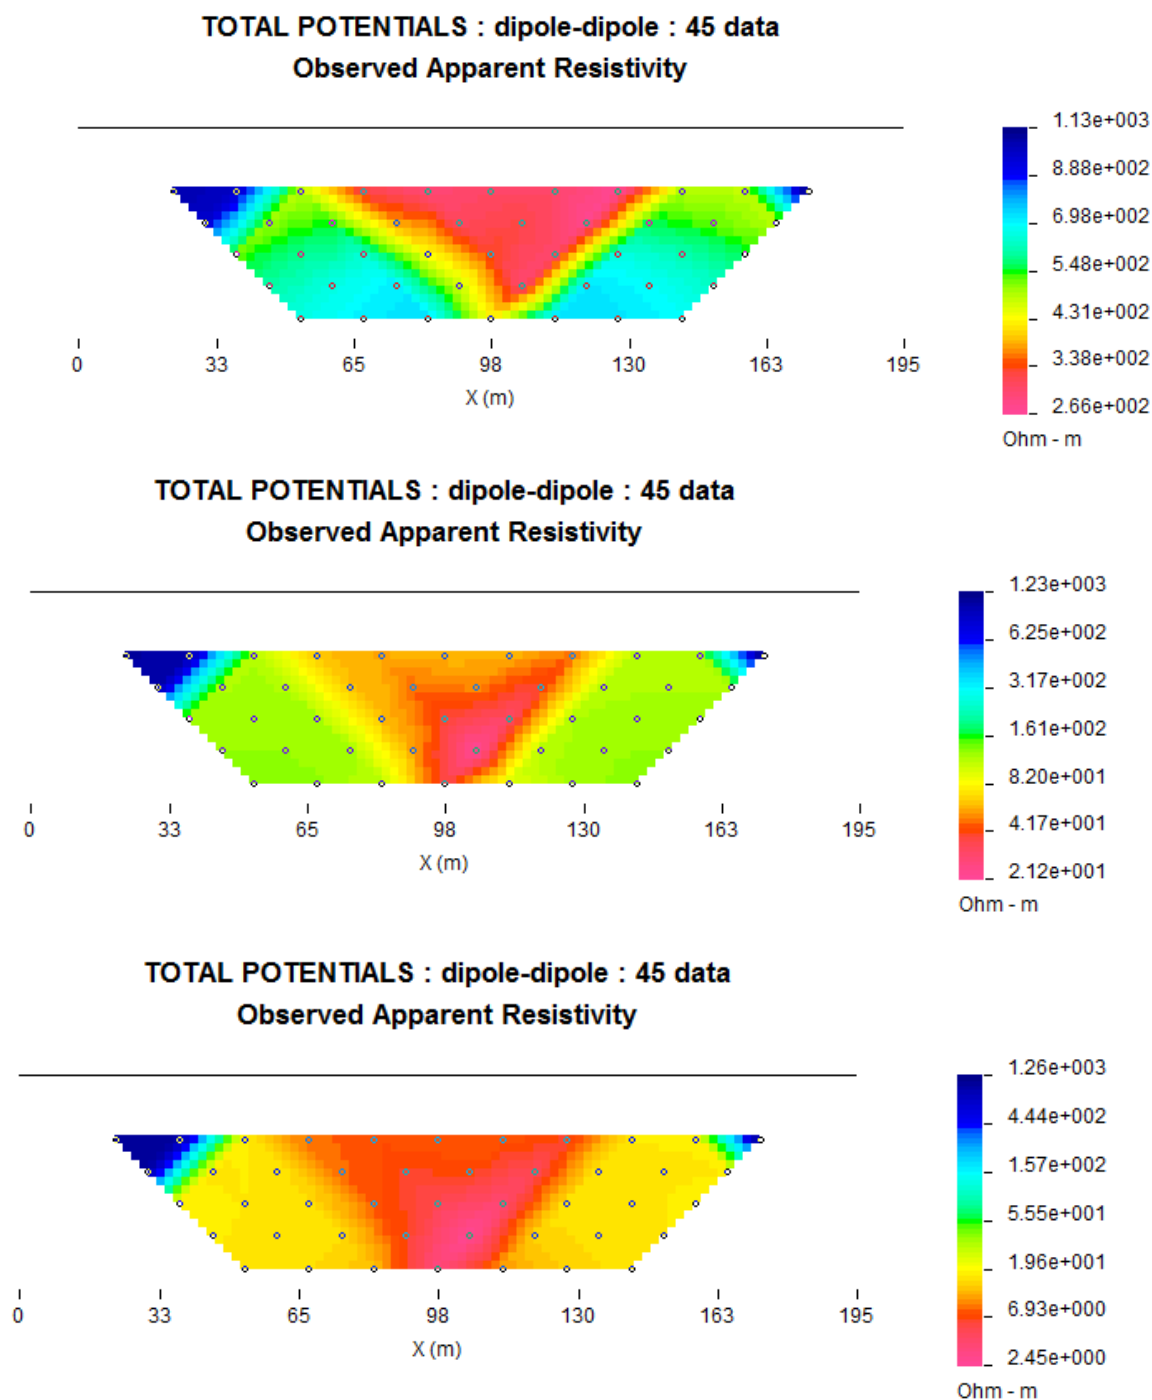 TOTAL POTENTIALS : dipole-dipole : 45 data
Observed Apparent Resistivity
1.13e+003
8.88e+002
6.98e+002
5.48e+002
4.31e+002
3.38e+002
2.66e+002
Ohm - m
0 33 65 98 130 163 195
X (m)
TOTAL POTENTIALS : dipole-dipole : 45 data
Observed Apparent Resistivity
1.23e+003
6.25e+002
3.17e+002
1.61e+002
8.20e+001
4.17e+001
2.12e+001
Ohm - m
0 33 65 98 130 163 195
X (m)
TOTAL POTENTIALS : dipole-dipole : 45 data
Observed Apparent Resistivity
1.26e+003
4.44e+002
1.57e+002
5.55e+001
1.96e+001
6.93e+000
2.45e+000
Ohm - m
0 33 65 98 130 163 195
X (m)